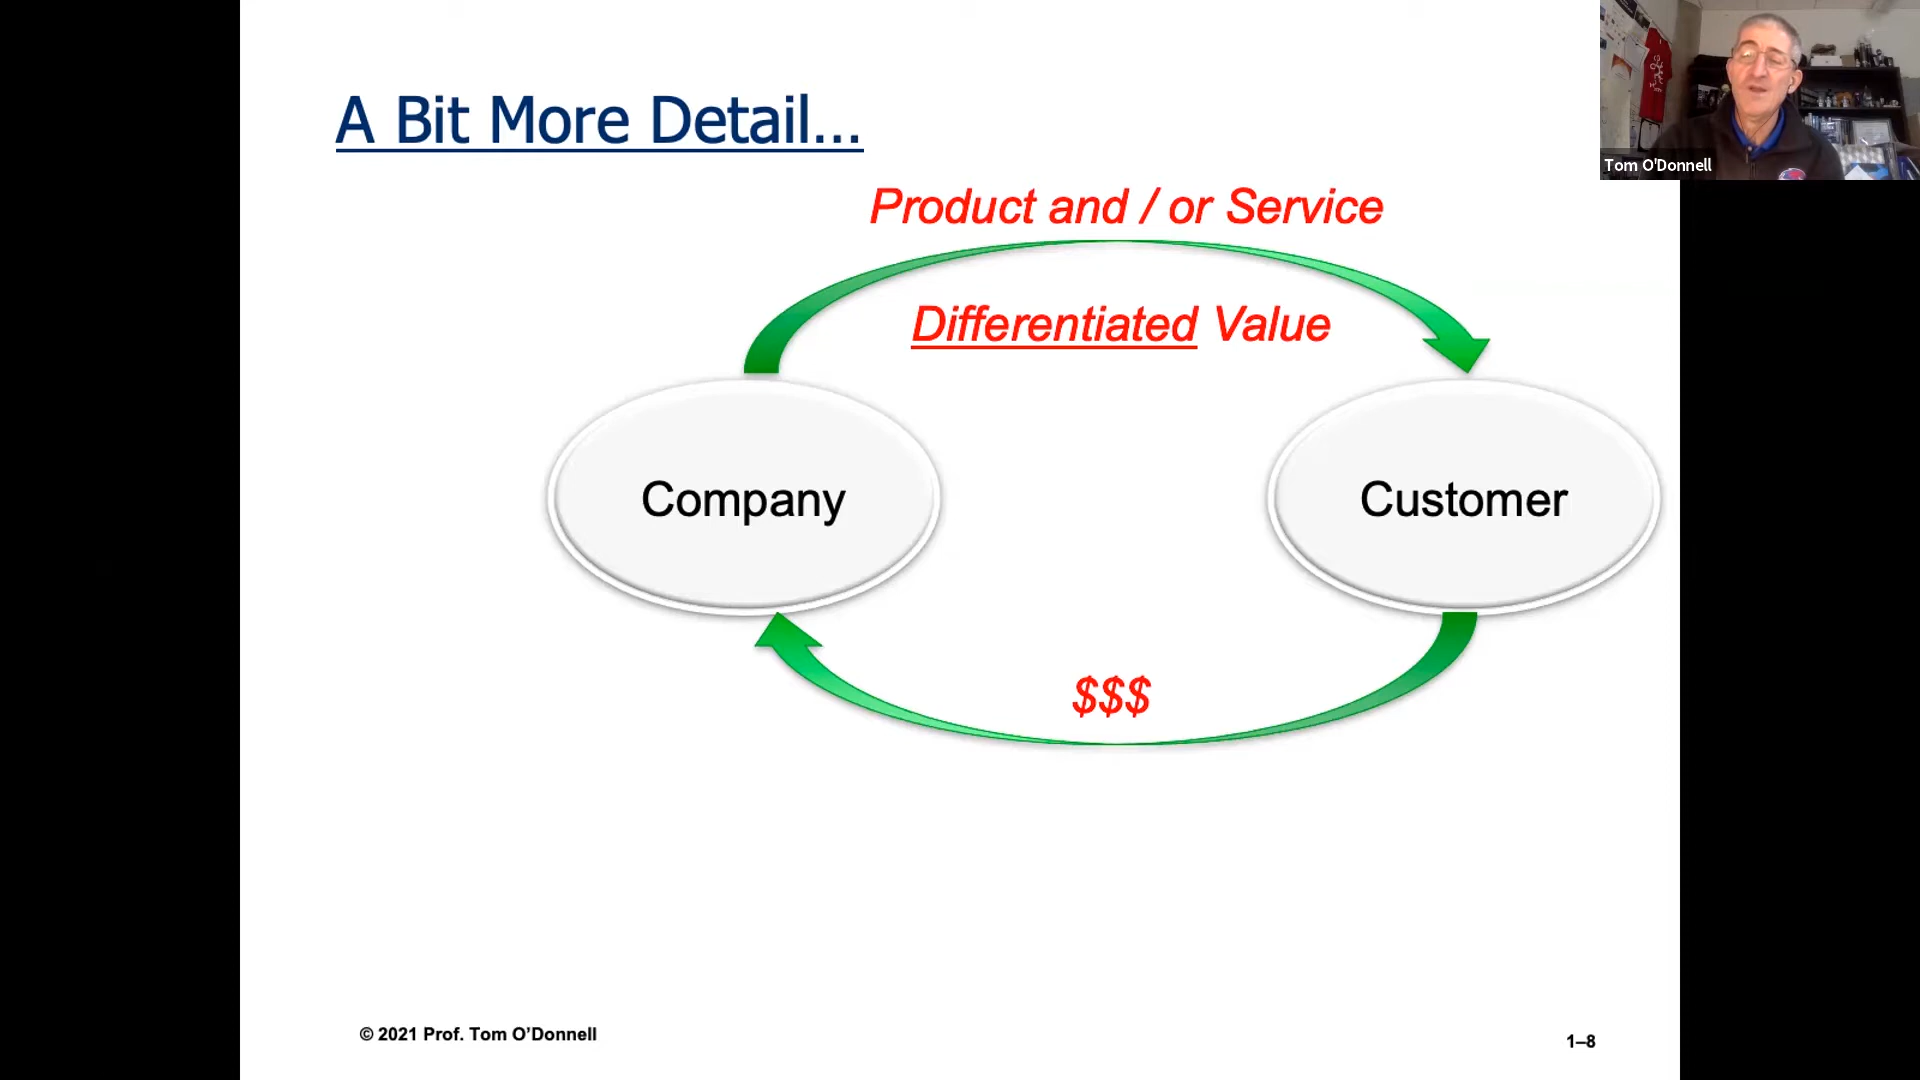 A Bit More Detail...
Tom O'Donnell
Product and / or Service
Differentiated Value
Company
Customer
$$$
© 2021 Prof. Tom O’Donnell
1–8